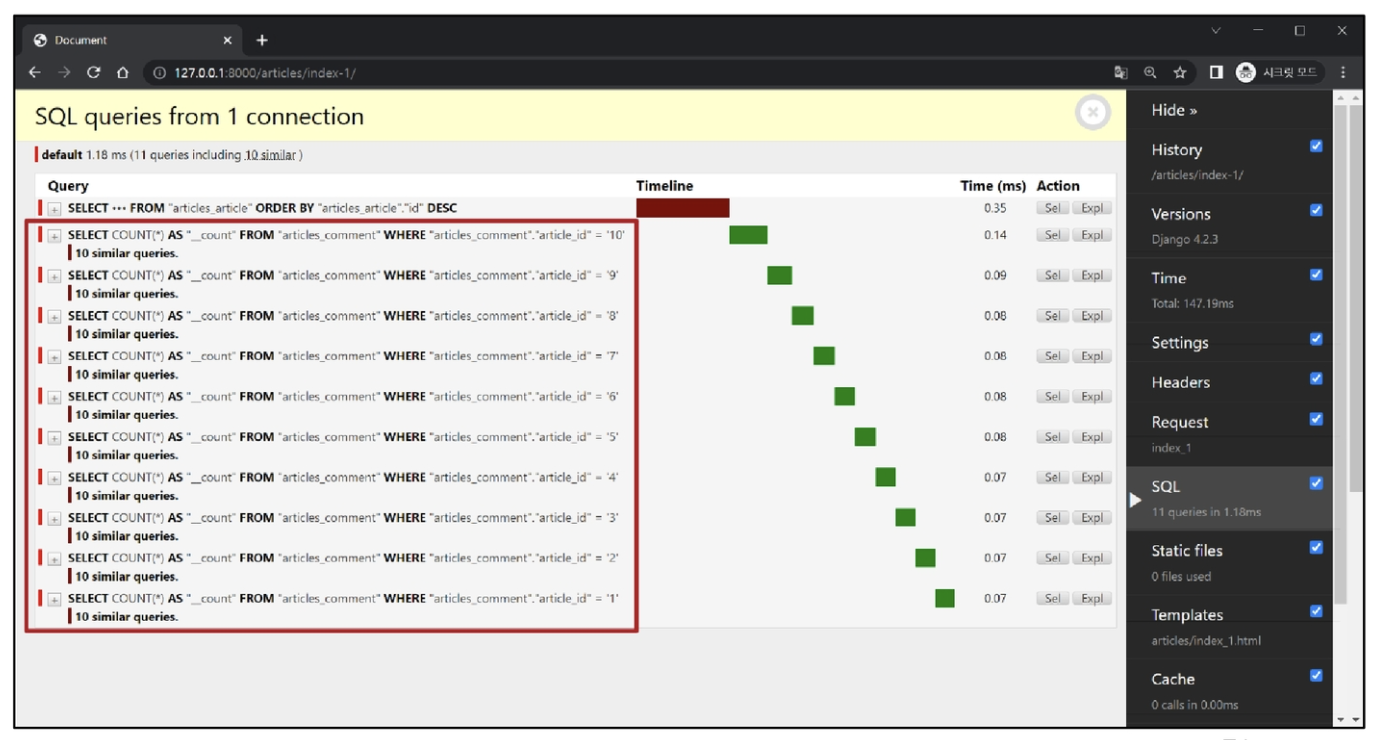 Document
127.0.0.1:8000/articles/index-1/
시크릿 모드
SQL queries from 1 connection
default 1.18 ms (11 queries including 10 similar )
Query Timeline Time (ms) Action
+ SELECT ••• FROM "articles_article" ORDER BY "articles_article"."id" DESC 0.35 Sel Expl
+ SELECT COUNT(*) AS "__count" FROM "articles_comment" WHERE "articles_comment"."article_id" = '10' 0.14 Sel Expl
10 similar queries.
+ SELECT COUNT(*) AS "__count" FROM "articles_comment" WHERE "articles_comment"."article_id" = '9' 0.09 Sel Expl
10 similar queries.
+ SELECT COUNT(*) AS "__count" FROM "articles_comment" WHERE "articles_comment"."article_id" = '8' 0.08 Sel Expl
10 similar queries.
+ SELECT COUNT(*) AS "__count" FROM "articles_comment" WHERE "articles_comment"."article_id" = '7' 0.08 Sel Expl
10 similar queries.
+ SELECT COUNT(*) AS "__count" FROM "articles_comment" WHERE "articles_comment"."article_id" = '6' 0.08 Sel Expl
10 similar queries.
+ SELECT COUNT(*) AS "__count" FROM "articles_comment" WHERE "articles_comment"."article_id" = '5' 0.08 Sel Expl
10 similar queries.
+ SELECT COUNT(*) AS "__count" FROM "articles_comment" WHERE "articles_comment"."article_id" = '4' 0.07 Sel Expl
10 similar queries.
+ SELECT COUNT(*) AS "__count" FROM "articles_comment" WHERE "articles_comment"."article_id" = '3' 0.07 Sel Expl
10 similar queries.
+ SELECT COUNT(*) AS "__count" FROM "articles_comment" WHERE "articles_comment"."article_id" = '2' 0.07 Sel Expl
10 similar queries.
+ SELECT COUNT(*) AS "__count" FROM "articles_comment" WHERE "articles_comment"."article_id" = '1' 0.07 Sel Expl
10 similar queries.
Hide »
History
/articles/index-1/
Versions
Django 4.2.3
Time
Total: 147.19ms
Settings
Headers
Request
index_1
SQL
11 queries in 1.18ms
Static files
0 files used
Templates
articles/index_1.html
Cache
0 calls in 0.00ms